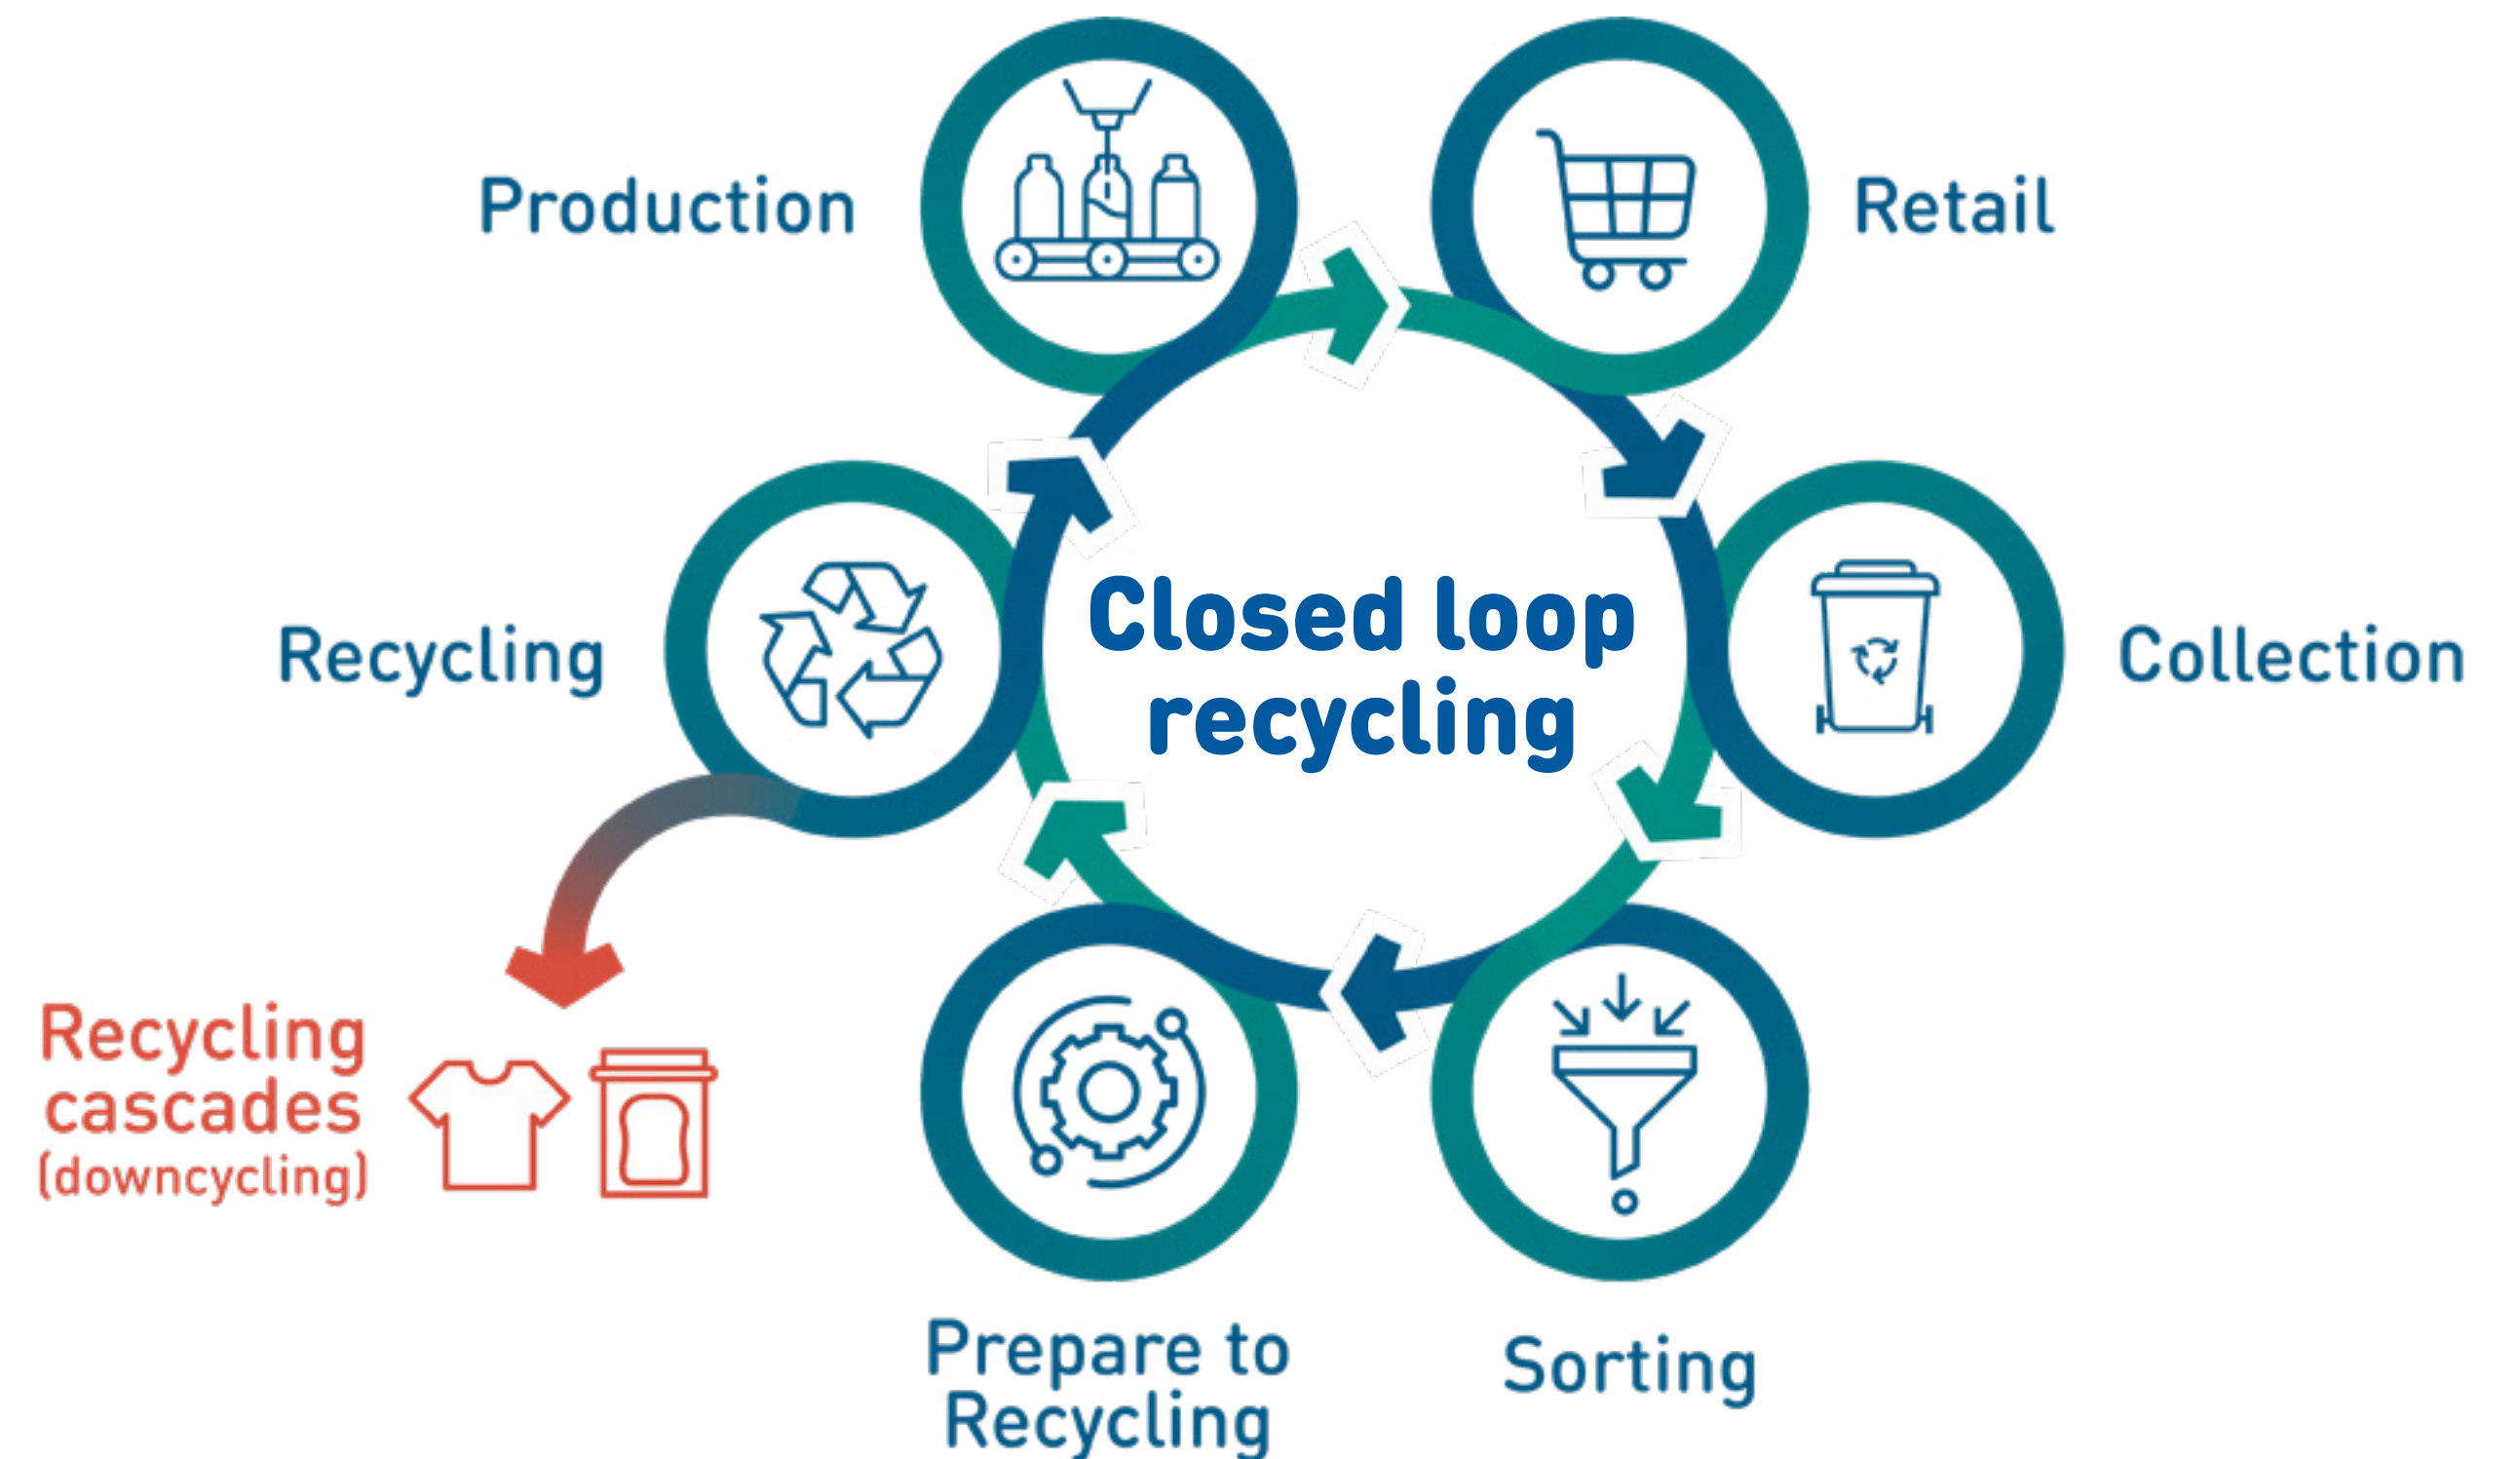 Production
Retail
Recycling
Closed loop
recycling
Collection
Recycling
cascades
(downcycling)
Prepare to
Recycling
Sorting